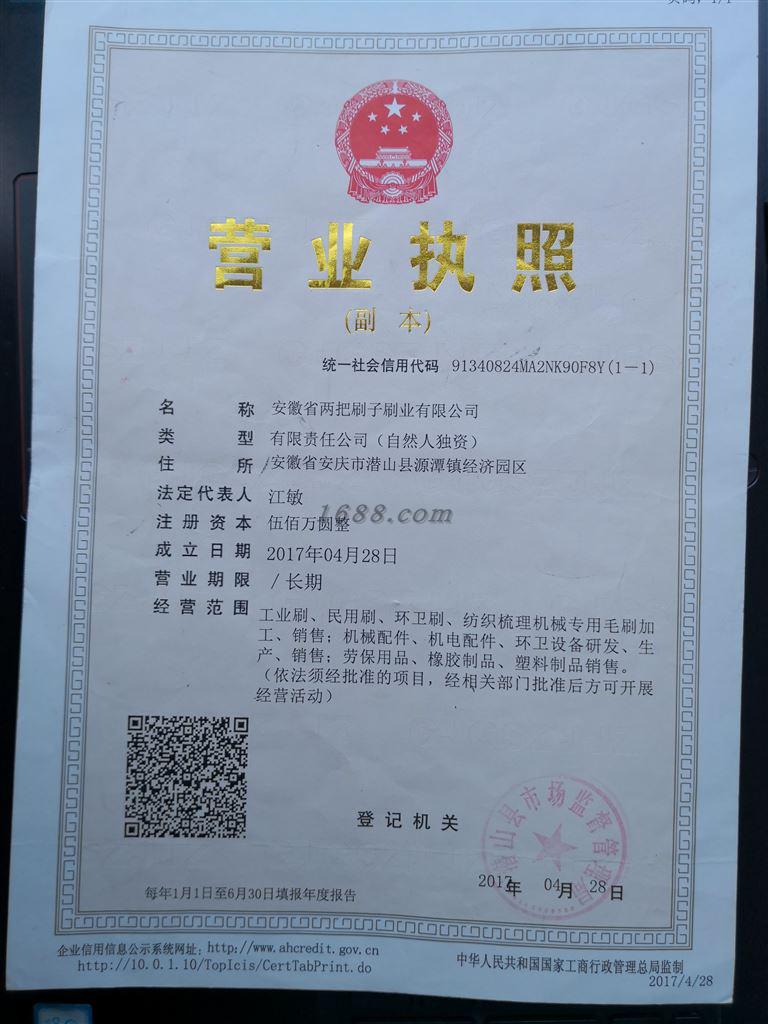 营业执照
(副 本)
统一社会信用代码 91340824MA2NK90F8Y(1-1)
名 称 安徽省两把刷子刷业有限公司
类 型 有限责任公司（自然人独资）
住 所 安徽省安庆市潜山县源潭镇经济园区
法定代表人 江敏
注册资本 伍佰万圆整
1688.com
成立日期 2017年04月28日
营业期限 / 长期
经营范围 工业刷、民用刷、环卫刷、纺织梳理机械专用毛刷加
工、销售；机械配件、机电配件、环卫设备研发、生
产、销售；劳保用品、橡胶制品、塑料制品销售。
（依法须经批准的项目，经相关部门批准后方可开展
经营活动）
登记机关
潜山县市场监督管理局
2017年 04月 28日
每年1月1日至6月30日填报年度报告
企业信用信息公示系统网址：http://www.ahcredit.gov.cn
http://10.0.1.10/TopIcis/CertTabPrint.do
中华人民共和国国家工商行政管理总局监制
2017/4/28